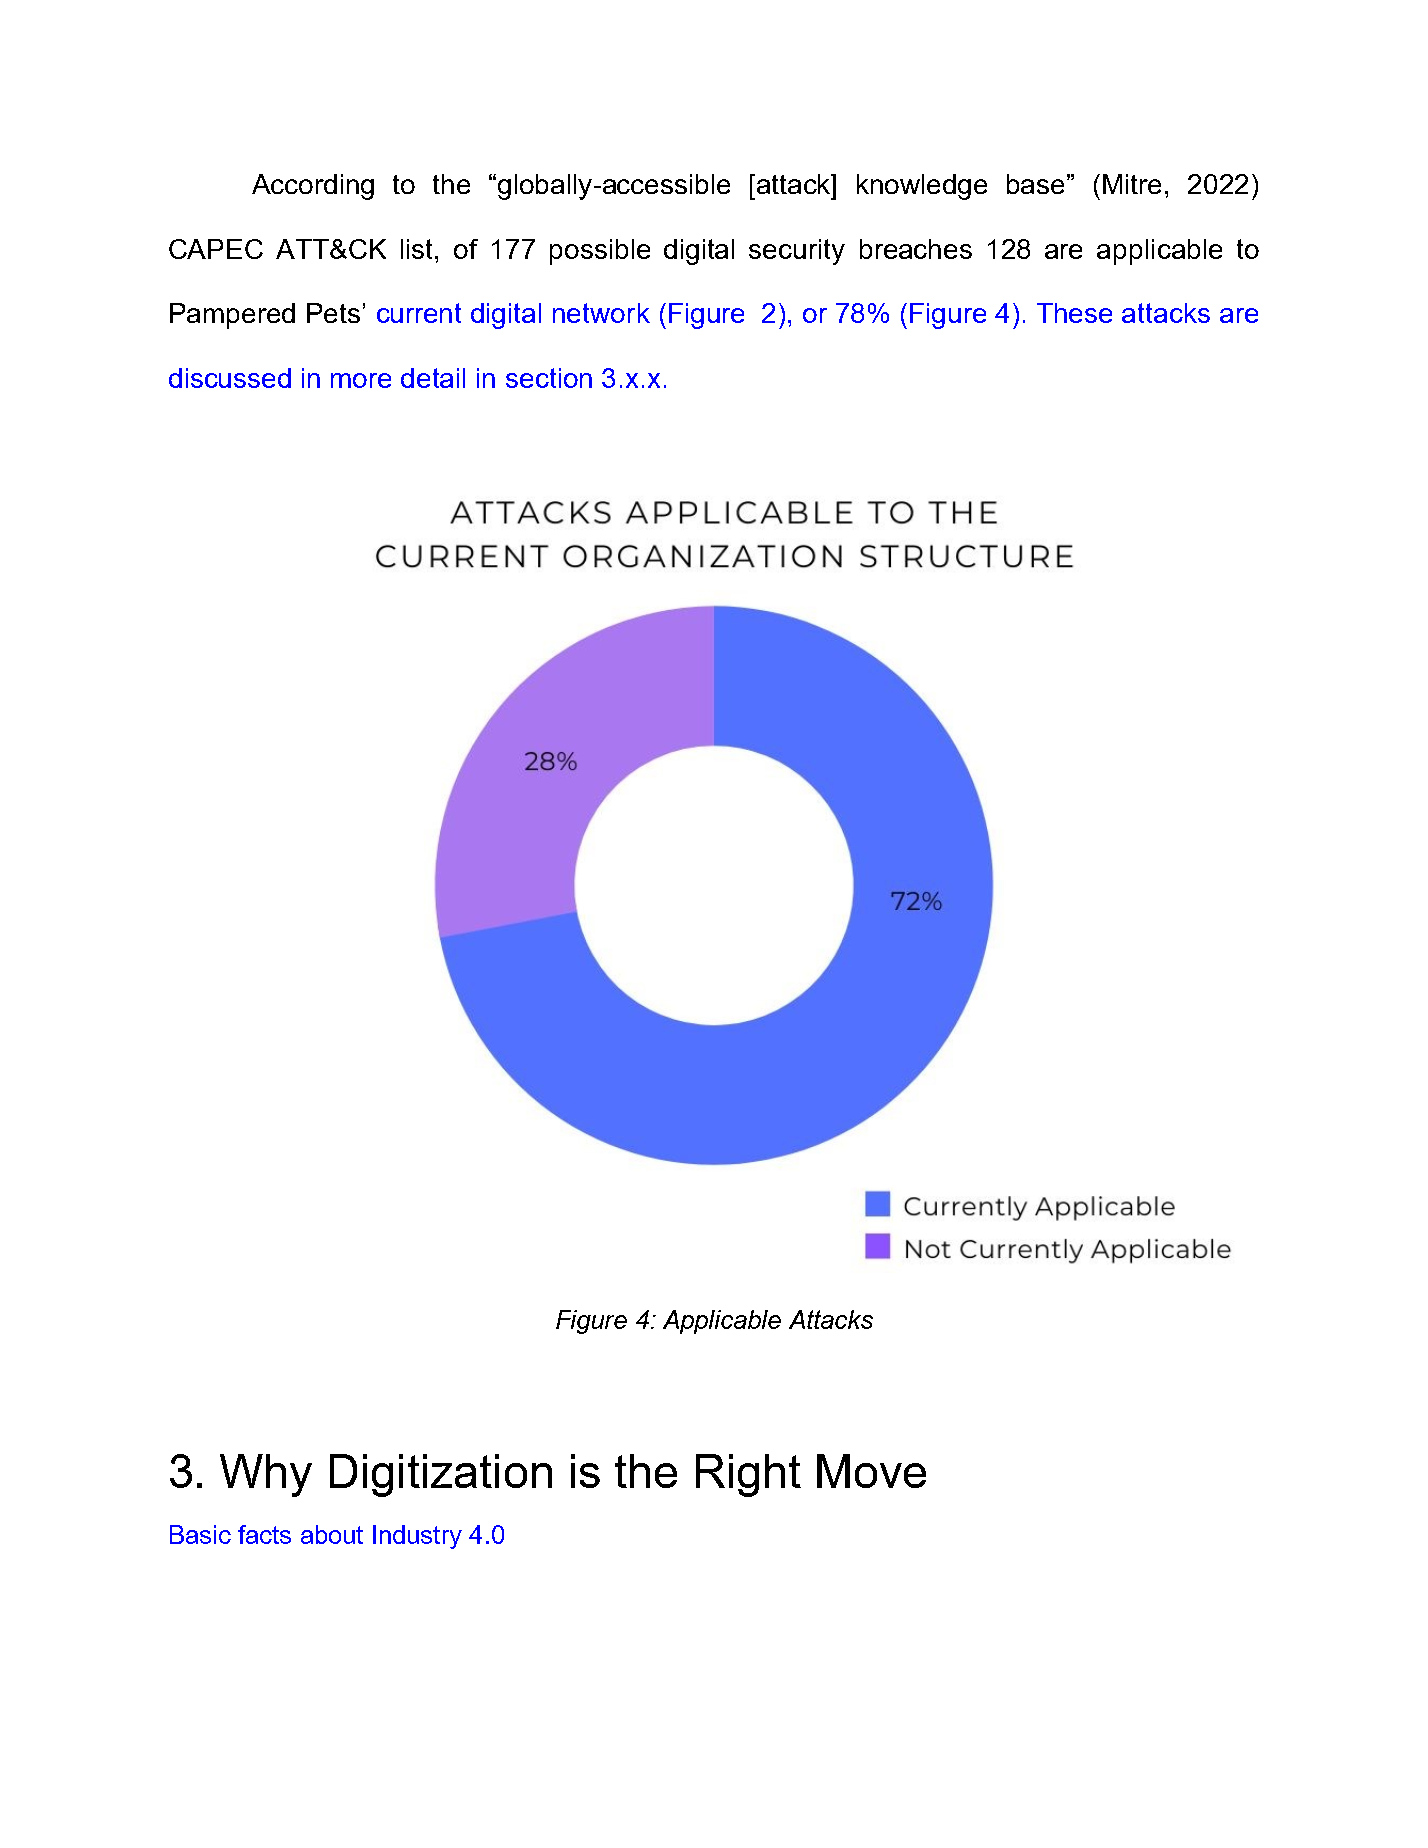 According to the “globally-accessible [attack] knowledge base” (Mitre, 2022)
CAPEC ATT&CK list, of 177 possible digital security breaches 128 are applicable to
Pampered Pets’ current digital network (Figure 2), or 78% (Figure 4). These attacks are
discussed in more detail in section 3.x.x.
ATTACKS APPLICABLE TO THE
CURRENT ORGANIZATION STRUCTURE
28%
72%
Currently Applicable
Not Currently Applicable
Figure 4: Applicable Attacks
3. Why Digitization is the Right Move
Basic facts about Industry 4.0